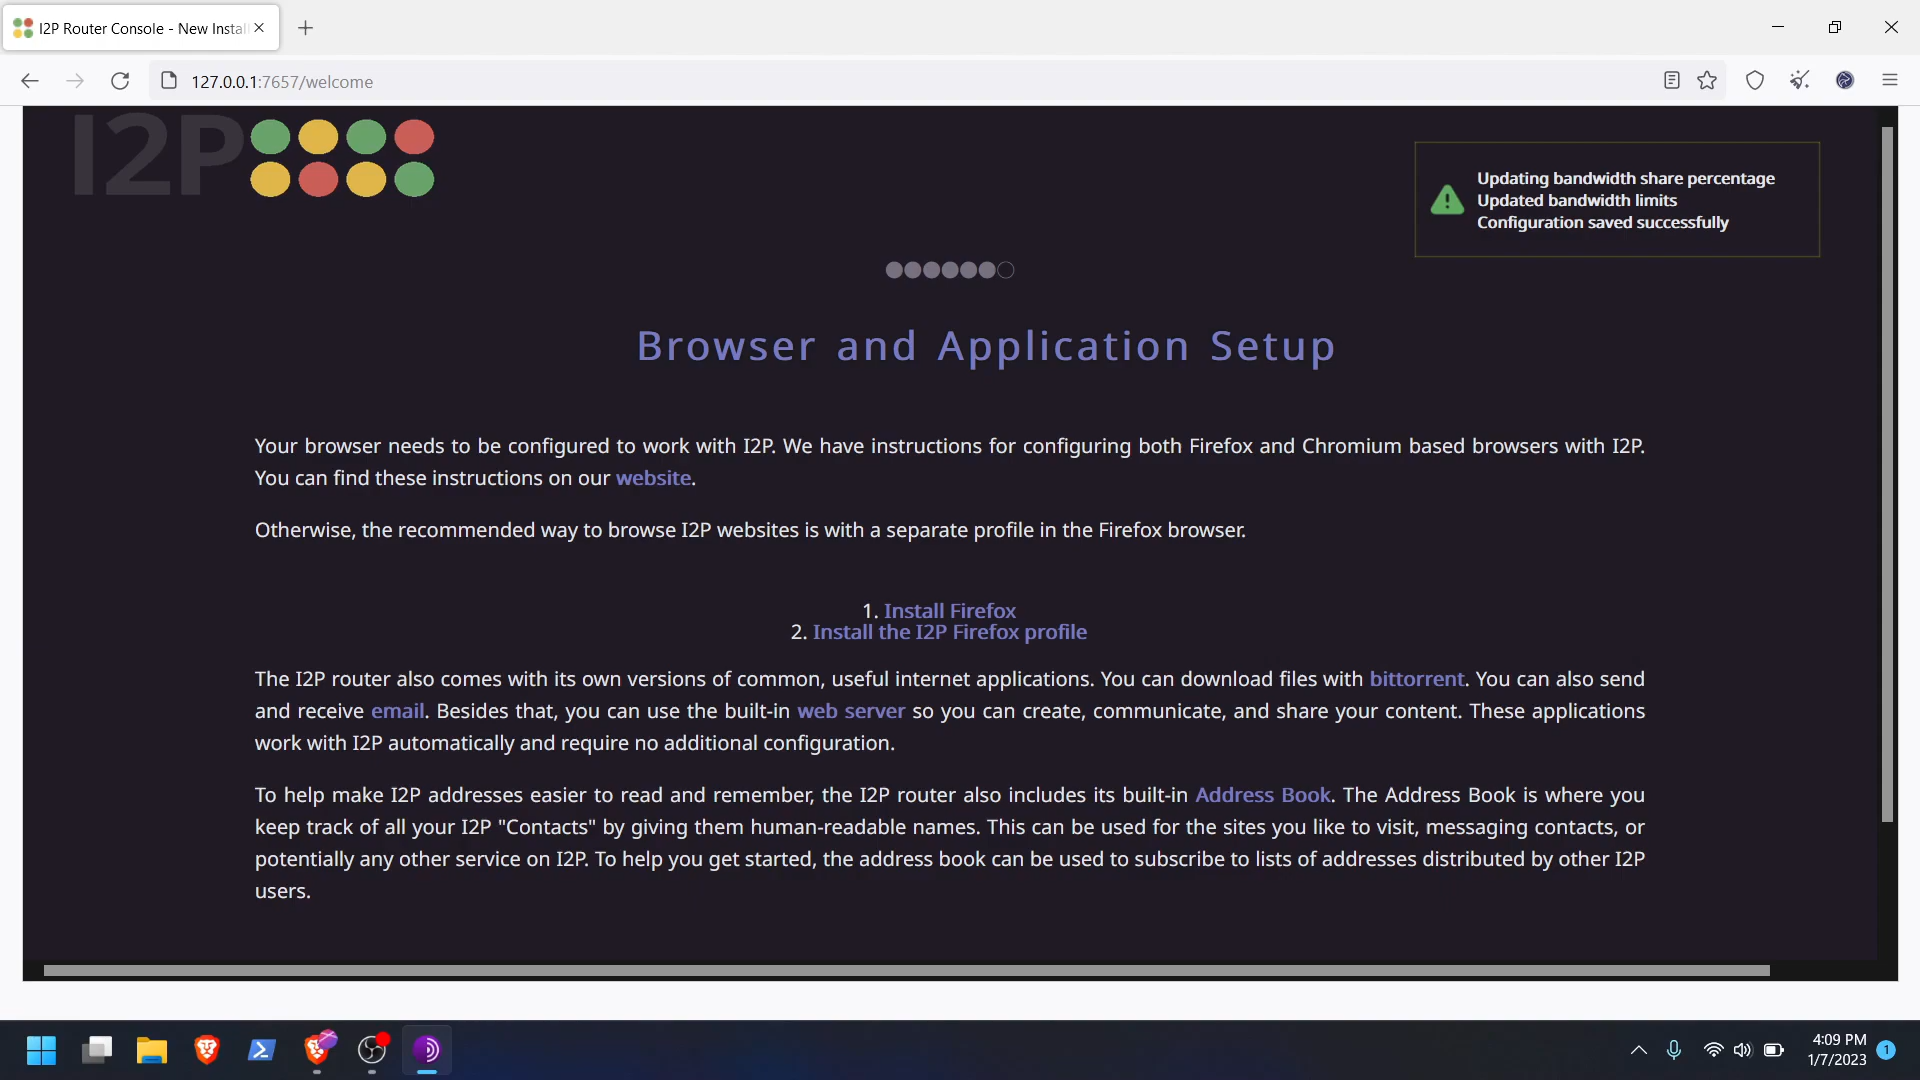 I2P Router Console - New Instal
127.0.0.1:7657/welcome
I2P
Updating bandwidth share percentage
Updated bandwidth limits
Configuration saved successfully
Browser and Application Setup
Your browser needs to be configured to work with I2P. We have instructions for configuring both Firefox and Chromium based browsers with I2P.
You can find these instructions on our website.
Otherwise, the recommended way to browse I2P websites is with a separate profile in the Firefox browser.
1. Install Firefox
2. Install the I2P Firefox profile
The I2P router also comes with its own versions of common, useful internet applications. You can download files with bittorrent. You can also send
and receive email. Besides that, you can use the built-in web server so you can create, communicate, and share your content. These applications
work with I2P automatically and require no additional configuration.
To help make I2P addresses easier to read and remember, the I2P router also includes its built-in Address Book. The Address Book is where you
keep track of all your I2P "Contacts" by giving them human-readable names. This can be used for the sites you like to visit, messaging contacts, or
potentially any other service on I2P. To help you get started, the address book can be used to subscribe to lists of addresses distributed by other I2P
users.
4:09 PM
1/7/2023
1